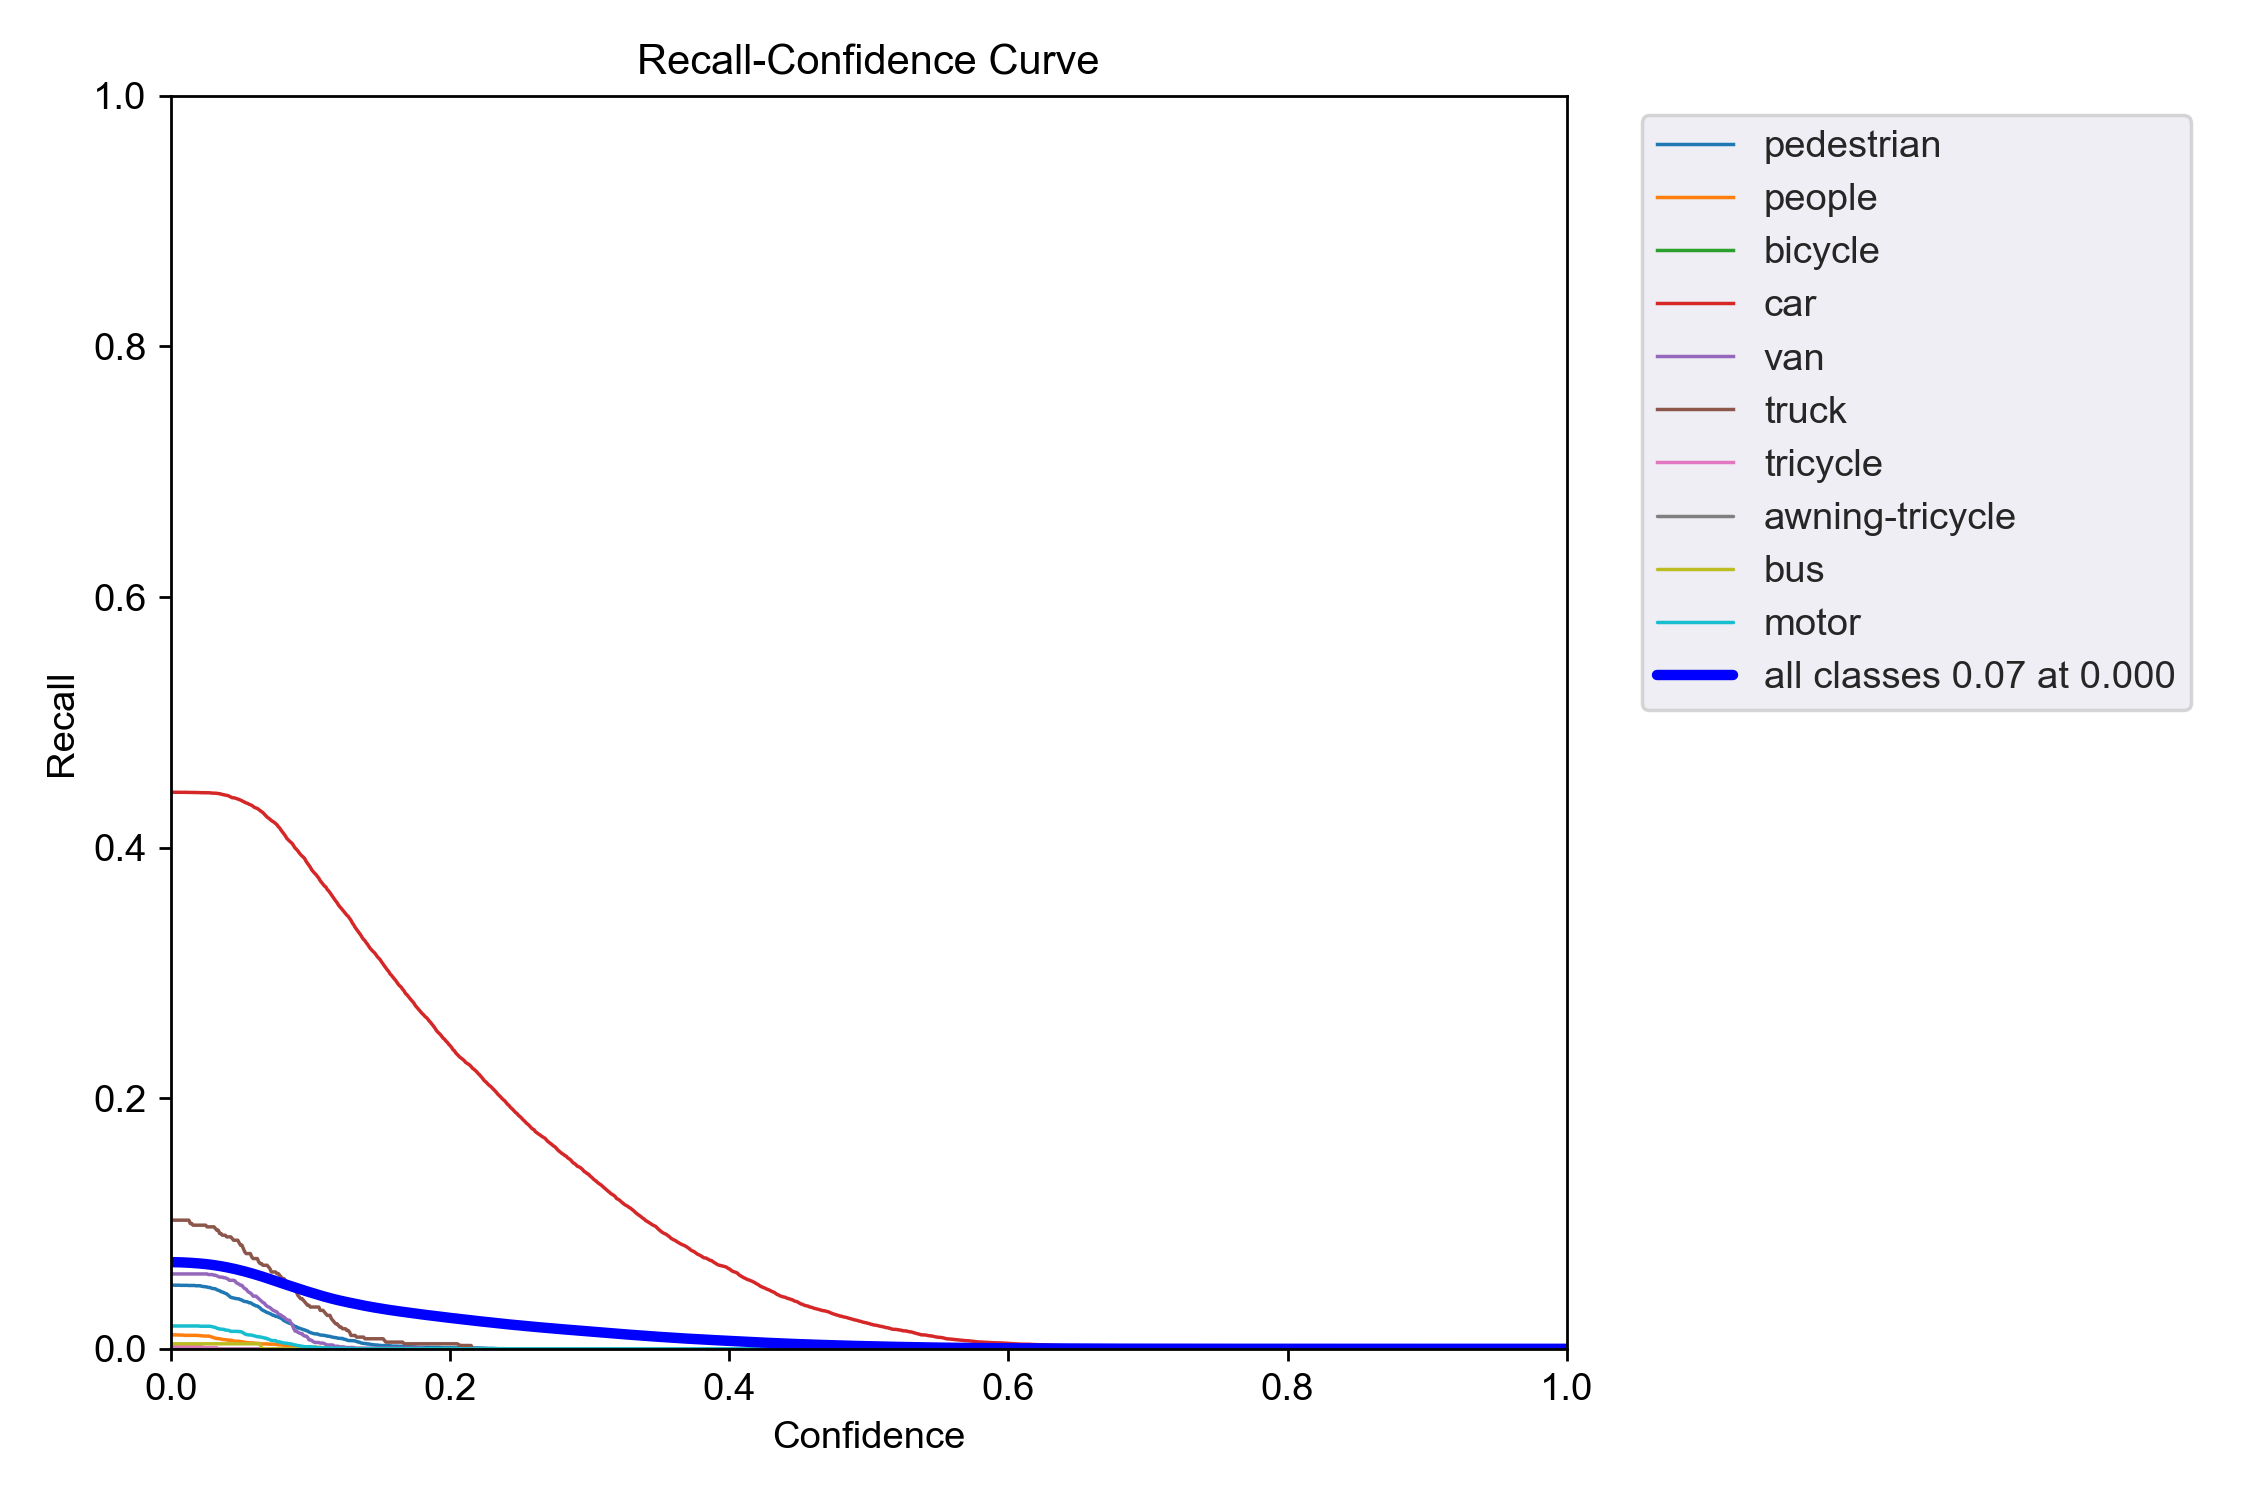 Recall-Confidence Curve
1.0
0.8
0.6
0.4
0.2
0.0
Recall
0.0 0.2 0.4 0.6 0.8 1.0
Confidence
pedestrian
people
bicycle
car
van
truck
tricycle
awning-tricycle
bus
motor
all classes 0.07 at 0.000